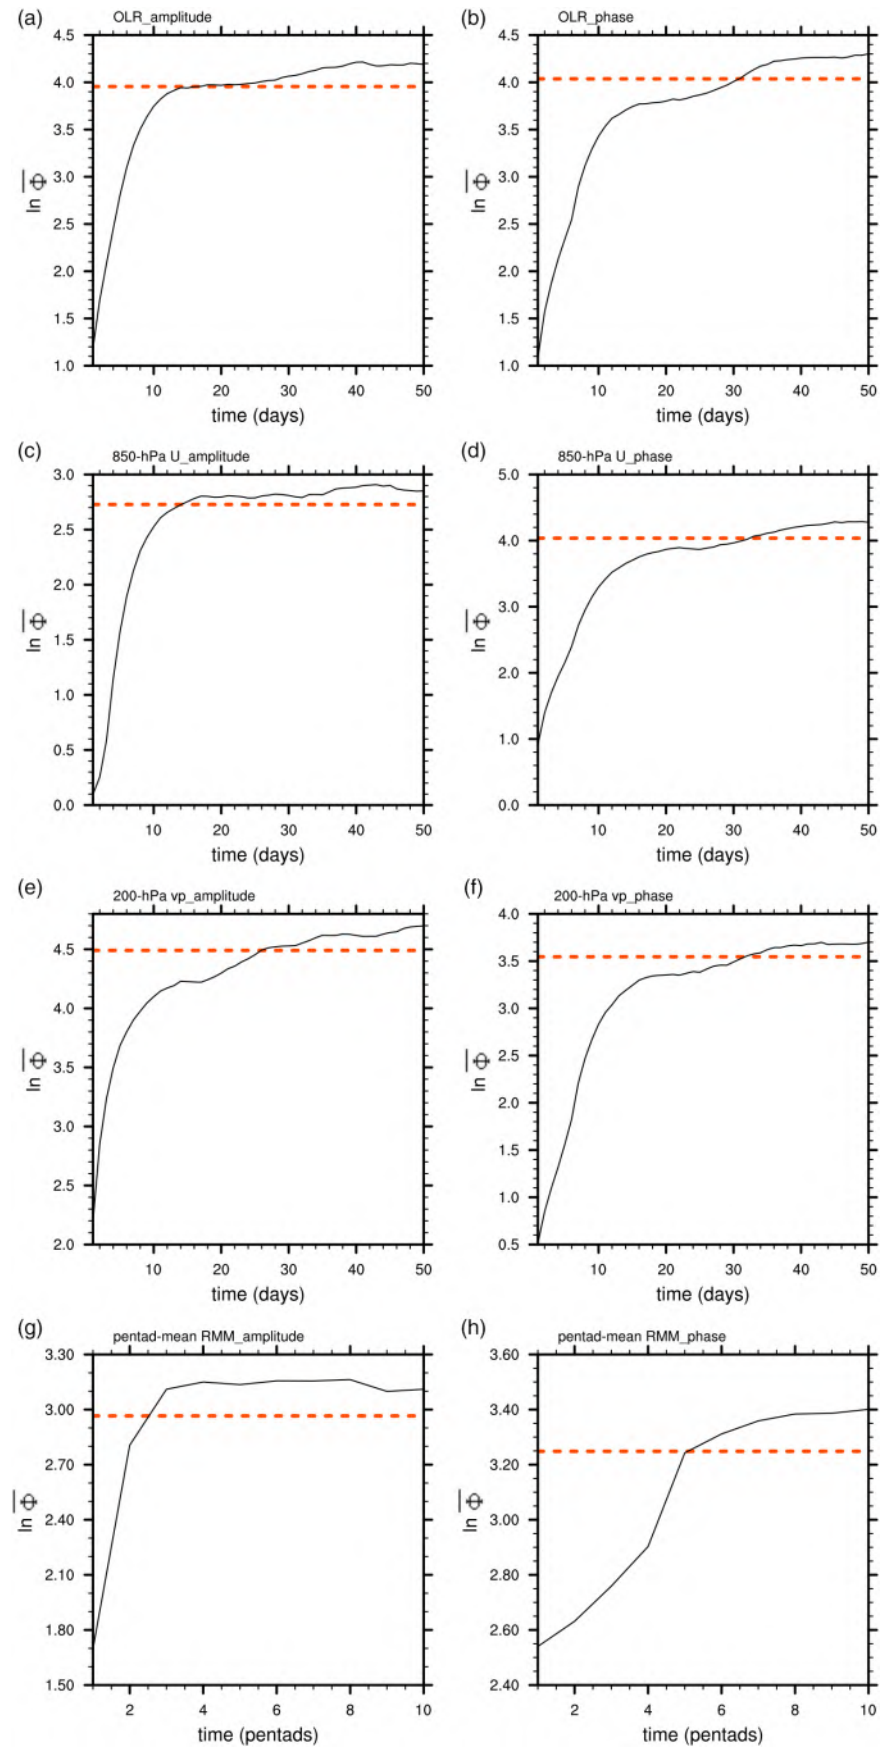 (a) OLR_amplitude
4.5
4.0
3.5
3.0
2.5
2.0
1.5
1.0
ln Φ
10 20 30 40 50
time (days)
(b) OLR_phase
4.5
4.0
3.5
3.0
2.5
2.0
1.5
1.0
ln Φ
10 20 30 40 50
time (days)
(c) 850-hPa U_amplitude
3.0
2.5
2.0
1.5
1.0
0.5
0.0
ln Φ
10 20 30 40 50
time (days)
(d) 850-hPa U_phase
5.0
4.0
3.0
2.0
1.0
0.0
ln Φ
10 20 30 40 50
time (days)
(e) 200-hPa vp_amplitude
4.5
4.0
3.5
3.0
2.5
2.0
ln Φ
10 20 30 40 50
time (days)
(f) 200-hPa vp_phase
4.0
3.5
3.0
2.5
2.0
1.5
1.0
0.5
ln Φ
10 20 30 40 50
time (days)
(g) pentad-mean RMM_amplitude
3.30
3.00
2.70
2.40
2.10
1.80
1.50
ln Φ
2 4 6 8 10
time (pentads)
(h) pentad-mean RMM_phase
3.60
3.40
3.20
3.00
2.80
2.60
2.40
ln Φ
2 4 6 8 10
time (pentads)